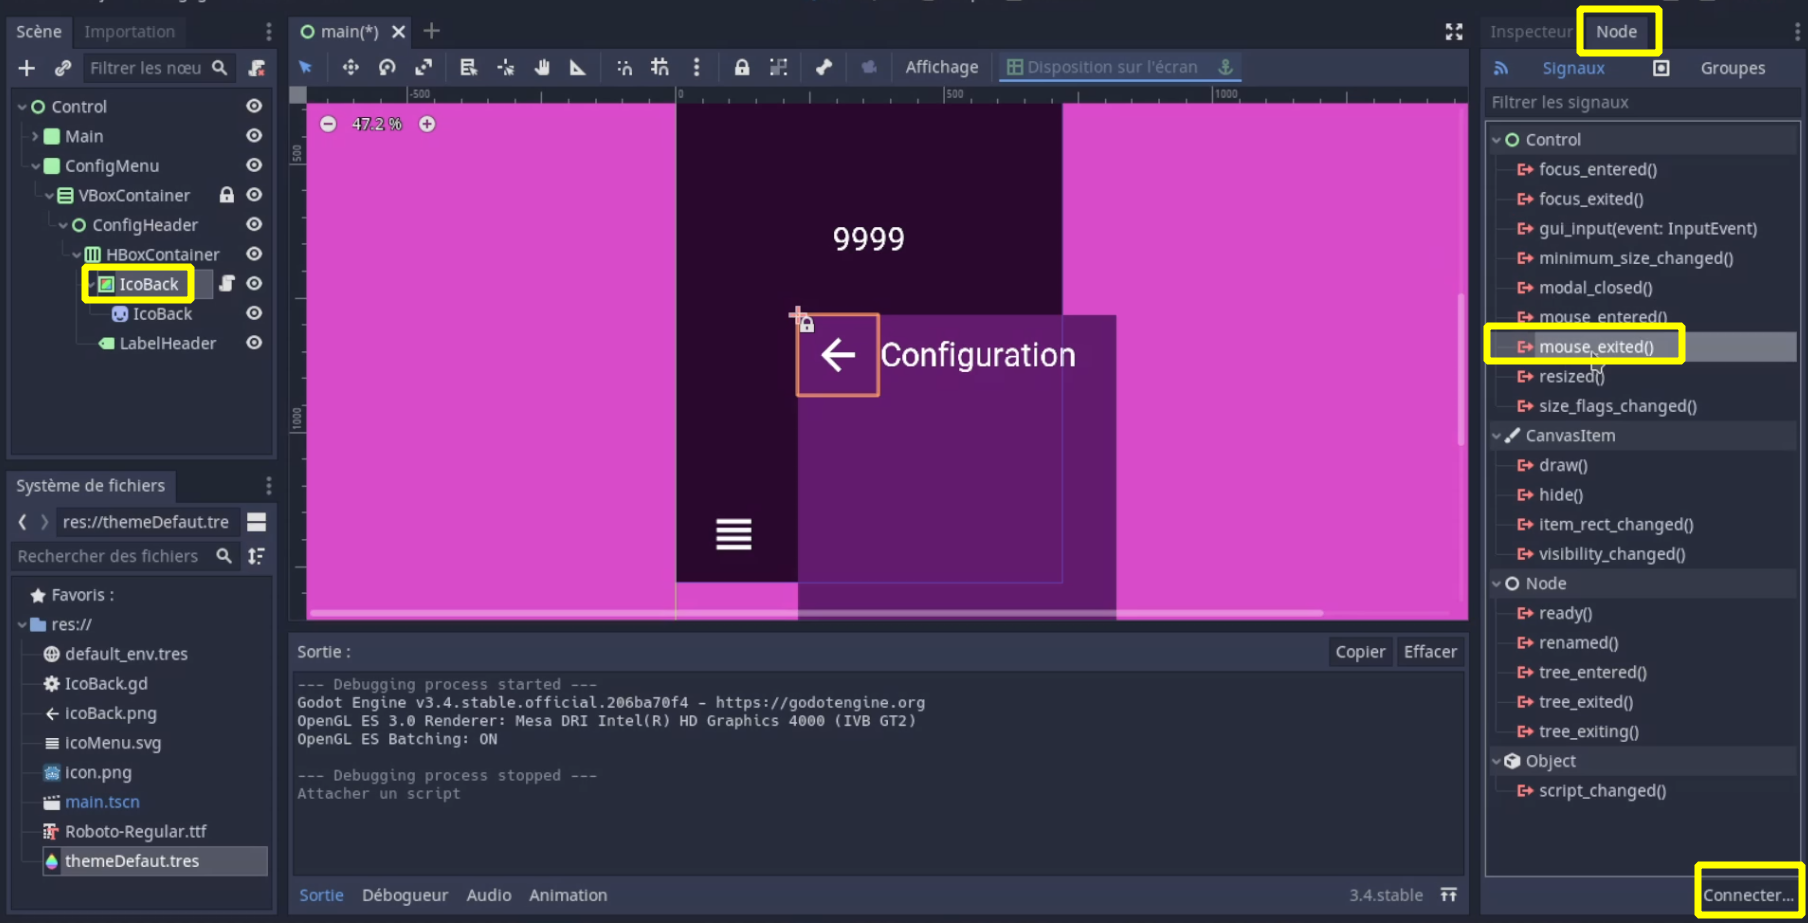 Scène
Importation
Filtrer les nœu
Control
Main
ConfigMenu
VBoxContainer
ConfigHeader
HBoxContainer
IcoBack
IcoBack
LabelHeader
Système de fichiers
res://themeDefaut.tre
Rechercher des fichiers
Favoris :
res://
default_env.tres
IcoBack.gd
icoBack.png
icoMenu.svg
icon.png
main.tscn
Roboto-Regular.ttf
themeDefaut.tres
main(*)
Affichage
Disposition sur l'écran
-500
0
500
1000
47.2 %
500
1000
9999
Configuration
Sortie :
Copier
Effacer
--- Debugging process started ---
Godot Engine v3.4.stable.official.206ba70f4 - https://godotengine.org
OpenGL ES 3.0 Renderer: Mesa DRI Intel(R) HD Graphics 4000 (IVB GT2)
OpenGL ES Batching: ON
--- Debugging process stopped ---
Attacher un script
Sortie
Débogueur
Audio
Animation
3.4.stable
Inspecteur
Node
Signaux
Groupes
Filtrer les signaux
Control
focus_entered()
focus_exited()
gui_input(event: InputEvent)
minimum_size_changed()
modal_closed()
mouse_entered()
mouse_exited()
resized()
size_flags_changed()
CanvasItem
draw()
hide()
item_rect_changed()
visibility_changed()
Node
ready()
renamed()
tree_entered()
tree_exited()
tree_exiting()
Object
script_changed()
Connecter...